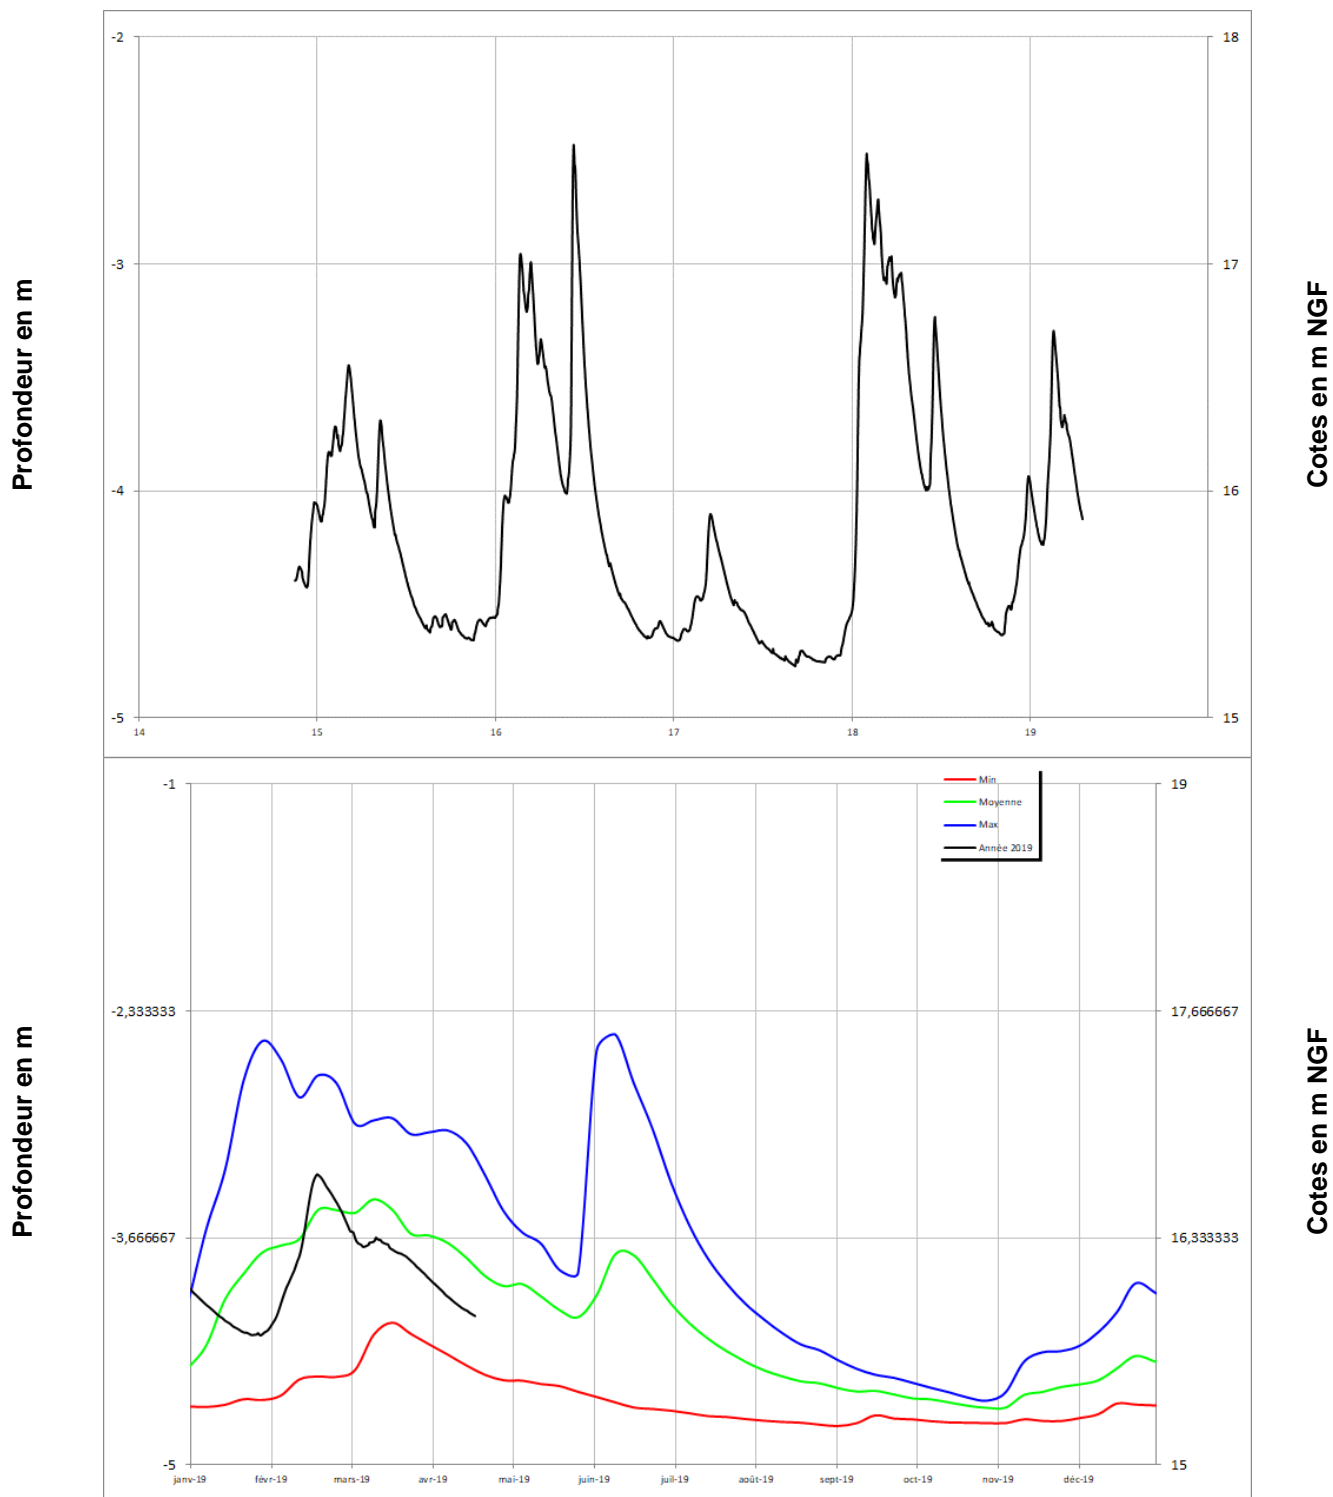 -2
18
-3
17
Profondeur en m
Cotes en m NGF
-4
16
-5
15
14
15
16
17
18
19
-1
19
Min
Moyenne
Max
Année 2019
-2,333333
17,666667
Profondeur en m
Cotes en m NGF
-3,666667
16,333333
-5
15
janv-19
févr-19
mars-19
avr-19
mai-19
juin-19
juil-19
août-19
sept-19
oct-19
nov-19
déc-19